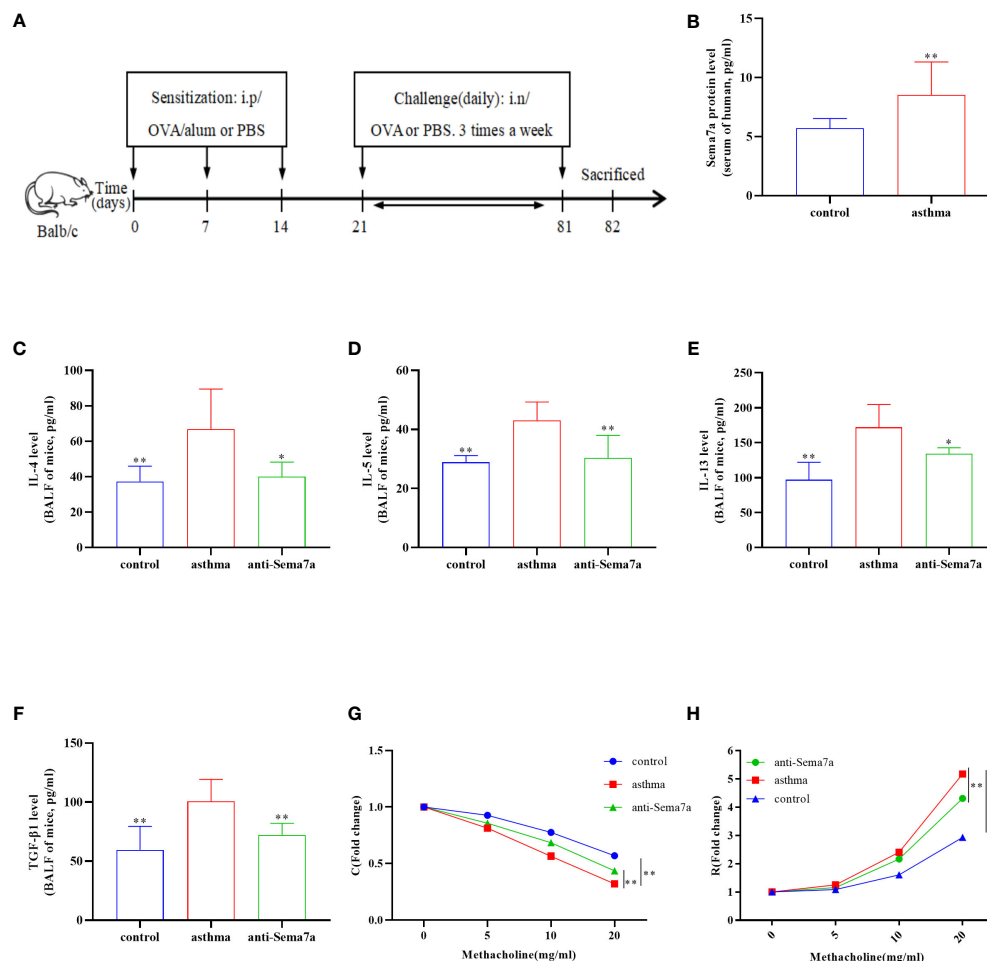 A
Sensitization: i.p/
OVA/alum or PBS
Challenge(daily): i.n/
OVA or PBS. 3 times a week
Sacrificed
Time
(days)
Balb/c
0 7 14 21 81 82
B
Sema7a protein level
(serum of human, pg/ml)
15
10
5
0
**
control asthma
C
IL-4 level
(BALF of mice, pg/ml)
100
80
60
40
20
0
** *
control asthma anti-Sema7a
D
IL-5 level
(BALF of mice, pg/ml)
60
40
20
0
** **
control asthma anti-Sema7a
E
IL-13 level
(BALF of mice, pg/ml)
250
200
150
100
50
0
** *
control asthma anti-Sema7a
F
TGF-β1 level
(BALF of mice, pg/ml)
150
100
50
0
** **
control asthma anti-Sema7a
G
C(Fold change)
1.5
1.0
0.5
0.0
control
asthma
anti-Sema7a
** **
0 5 10 20
Methacholine(mg/ml)
H
R(Fold change)
6
5
4
3
2
1
0
anti-Sema7a
asthma
control
**
0 5 10 20
Methacholine(mg/ml)